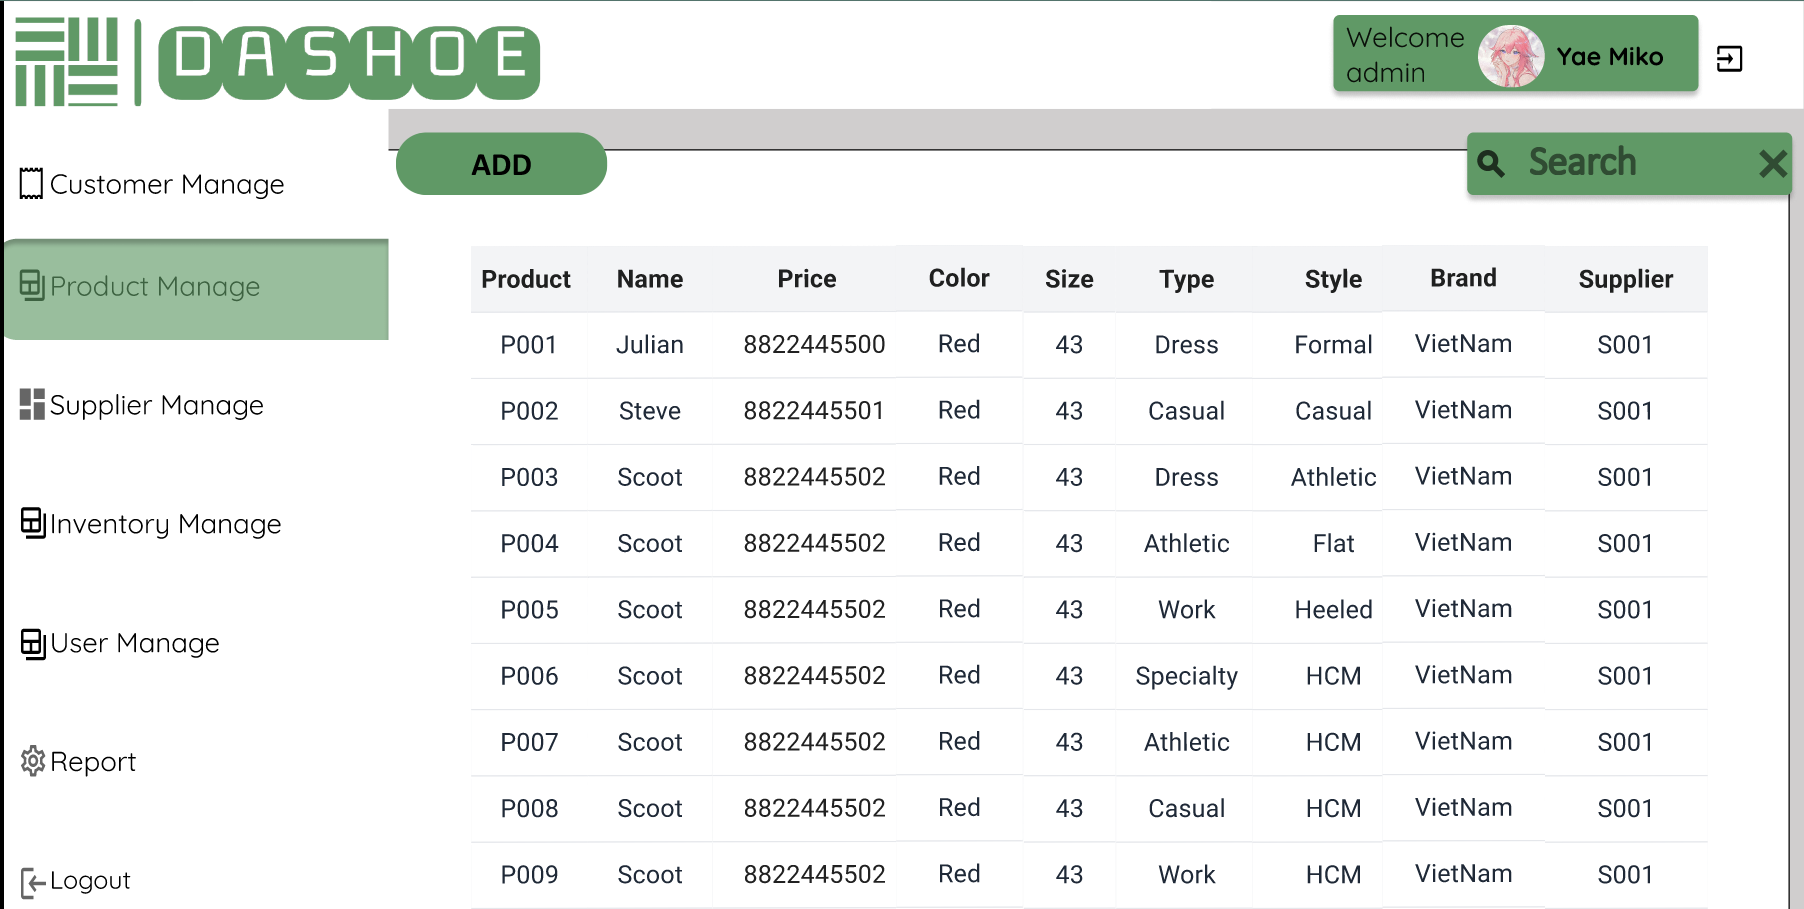 DASHOE
Welcome
admin
Yae Miko
ADD
Search
Customer Manage
Product Manage
Supplier Manage
Inventory Manage
User Manage
Report
Logout
Product Name Price Color Size Type Style Brand Supplier
P001 Julian 8822445500 Red 43 Dress Formal VietNam S001
P002 Steve 8822445501 Red 43 Casual Casual VietNam S001
P003 Scoot 8822445502 Red 43 Dress Athletic VietNam S001
P004 Scoot 8822445502 Red 43 Athletic Flat VietNam S001
P005 Scoot 8822445502 Red 43 Work Heeled VietNam S001
P006 Scoot 8822445502 Red 43 Specialty HCM VietNam S001
P007 Scoot 8822445502 Red 43 Athletic HCM VietNam S001
P008 Scoot 8822445502 Red 43 Casual HCM VietNam S001
P009 Scoot 8822445502 Red 43 Work HCM VietNam S001